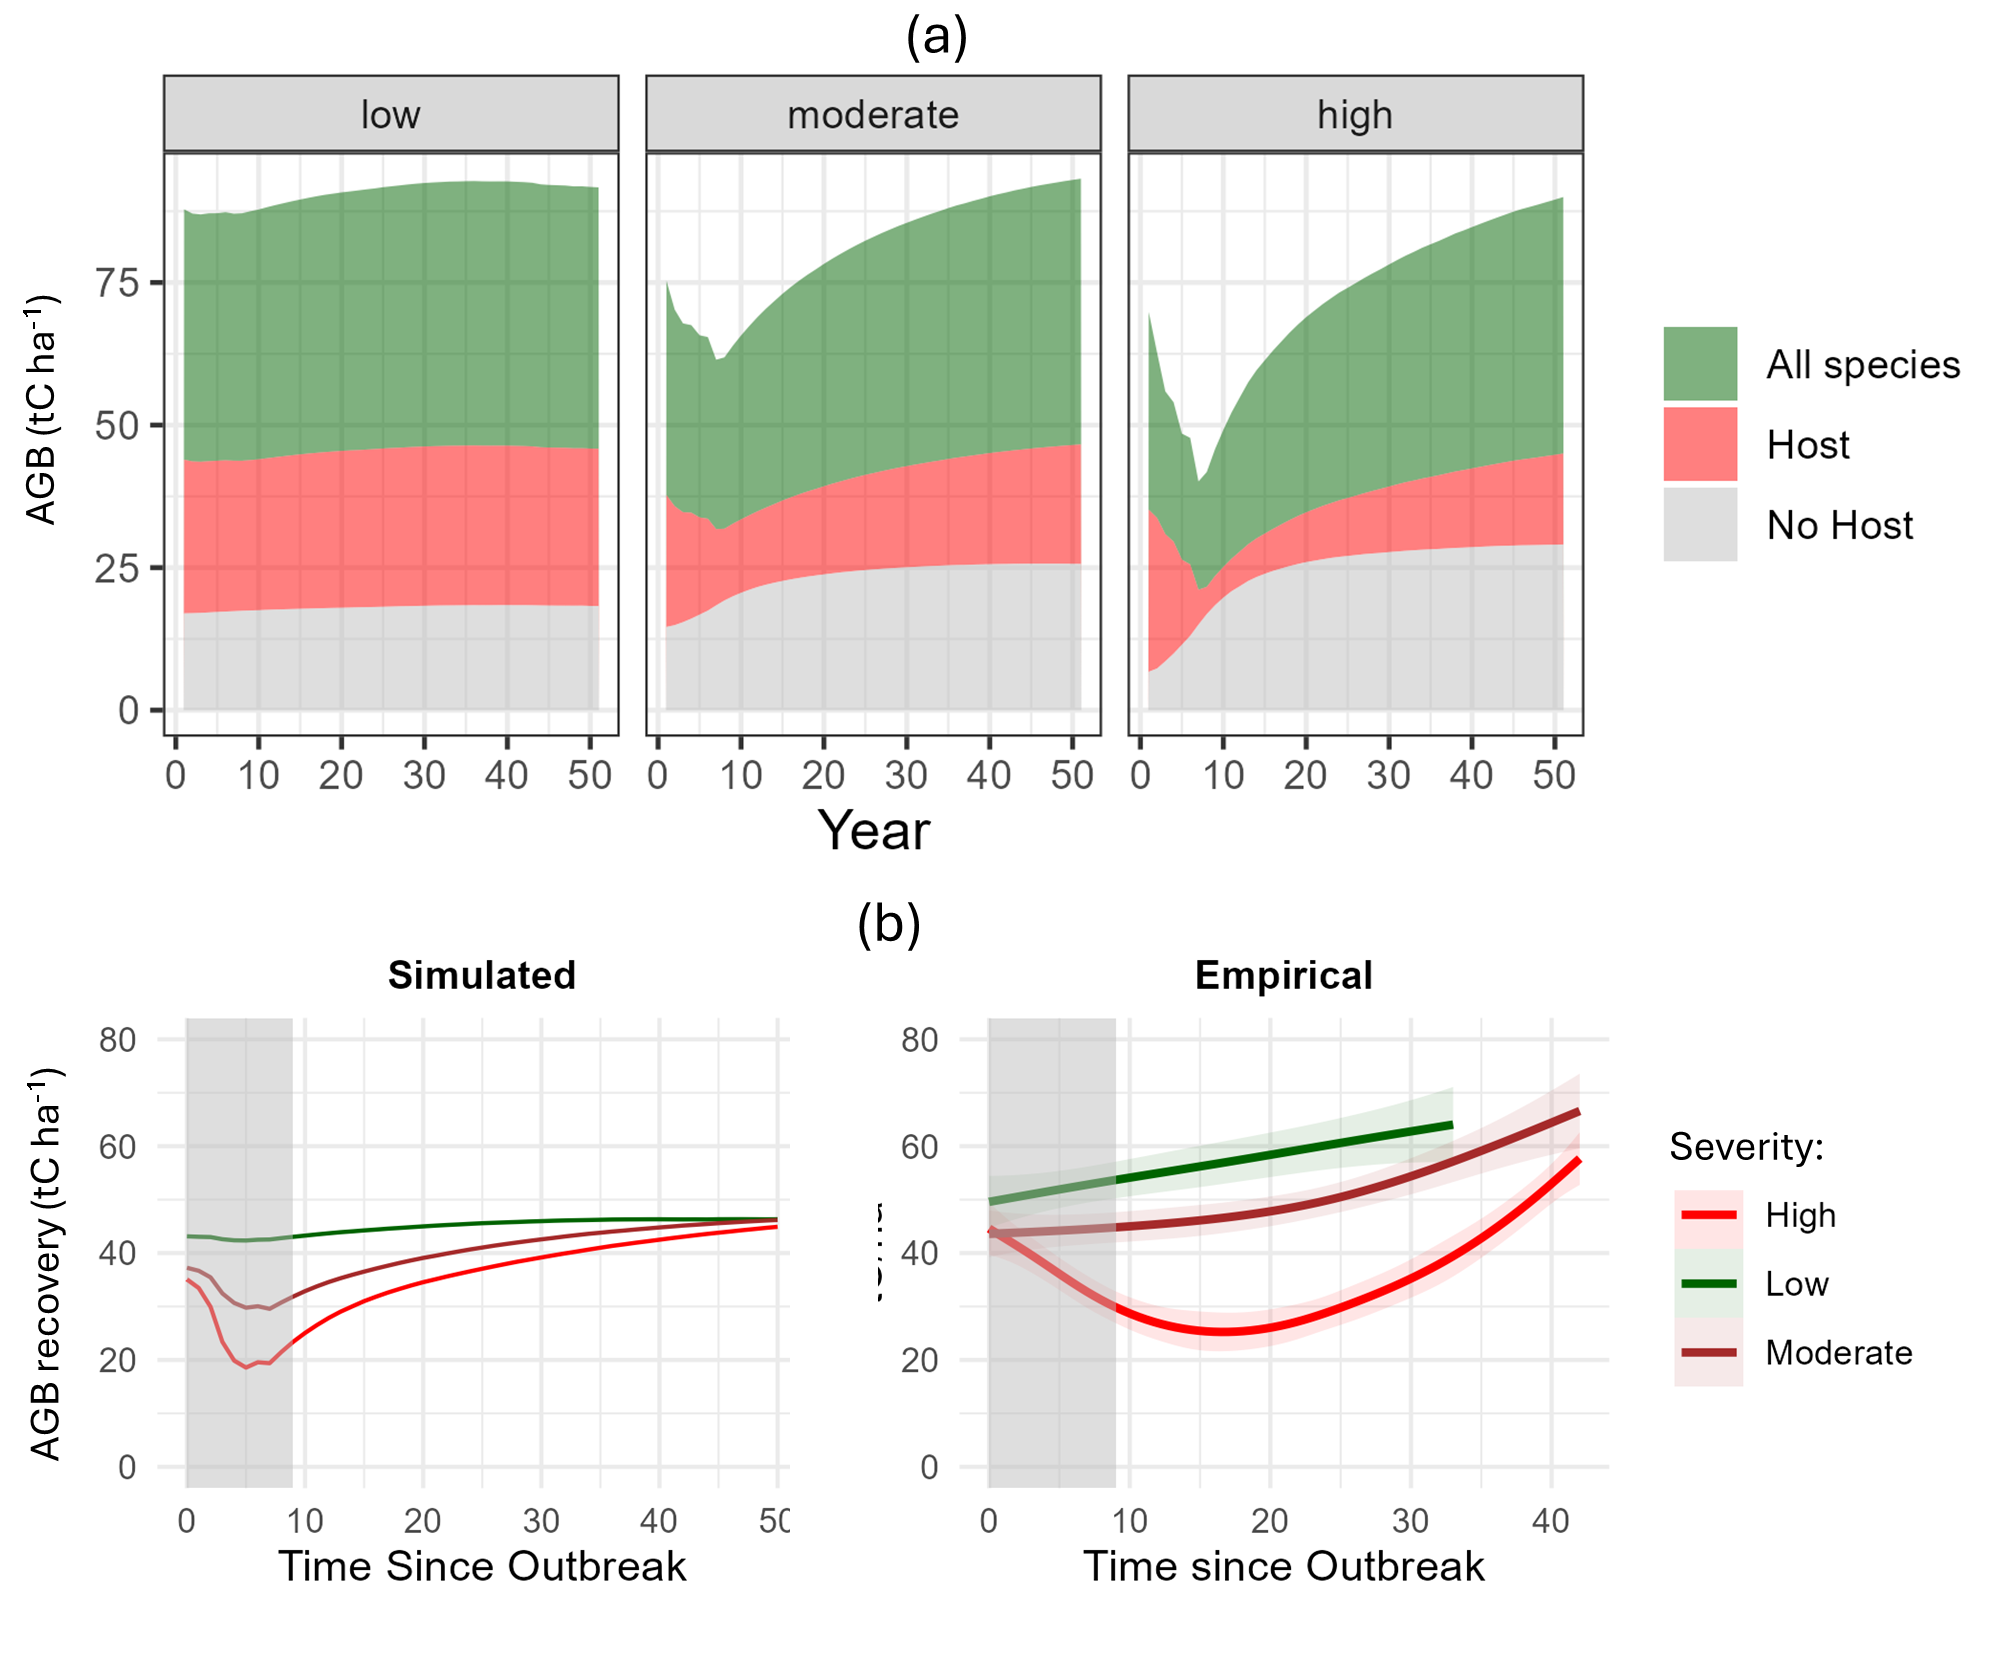 (a)
low moderate high
AGB (tC ha-1)
75
50
25
0
0 10 20 30 40 50 0 10 20 30 40 50 0 10 20 30 40 50
Year
All species
Host
No Host
(b)
Simulated Empirical
AGB recovery (tC ha-1)
80
60
40
20
0
0 10 20 30 40 50
Time Since Outbreak
80
60
40
20
0
0 10 20 30 40
Time since Outbreak
Severity:
High
Low
Moderate